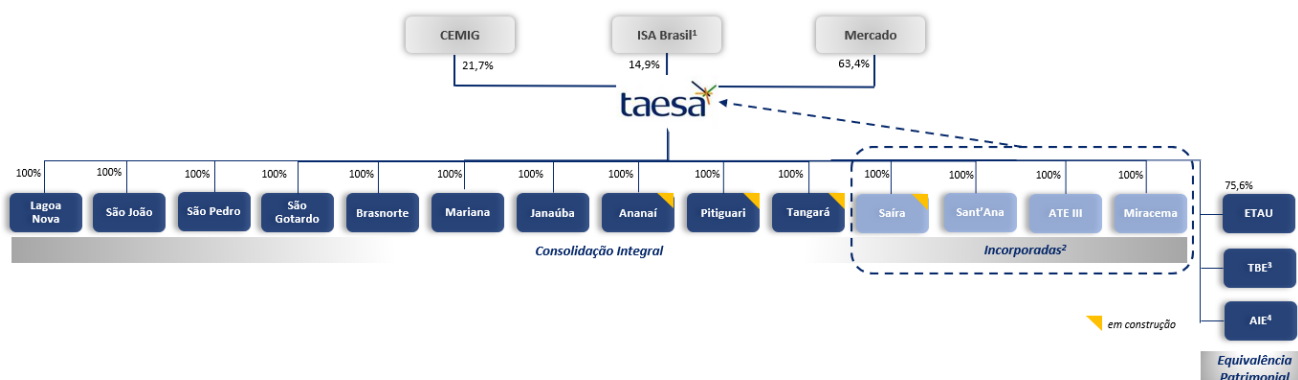 CEMIG
ISA Brasil¹
Mercado
21,7%
14,9%
63,4%
taesa
100%
100%
100%
100%
100%
100%
100%
100%
100%
100%
100%
100%
100%
100%
75,6%
Lagoa
Nova
São João
São Pedro
São
Gotardo
Brasnorte
Mariana
Janaúba
Ananaí
Pitiguari
Tangará
Saíra
Sant'Ana
ATE III
Miracema
ETAU
Consolidação Integral
Incorporadas²
TBE³
AIE⁴
em construção
Equivalência
Patrimonial